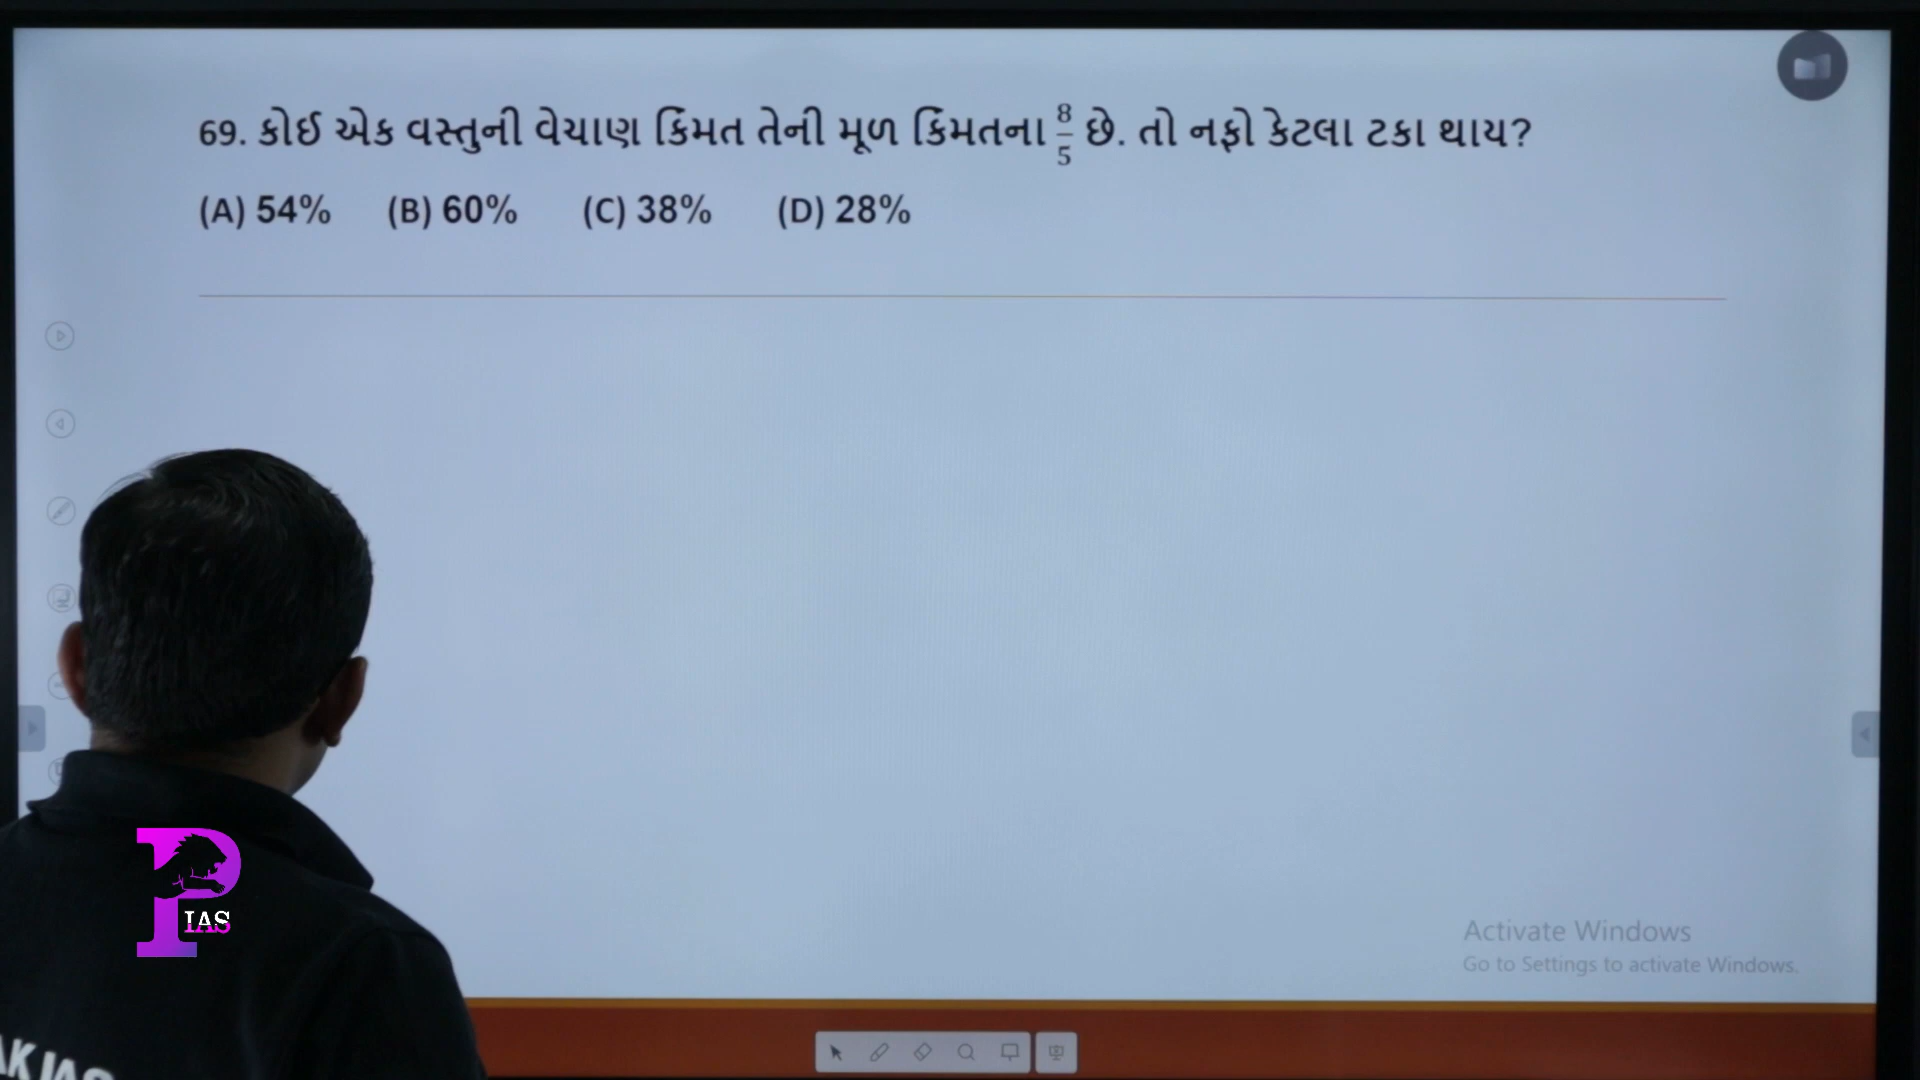 69. કોઈ એક વસ્તુની વેચાણ કિંમત તેની મૂળ કિંમતના 8/5 છે. તો નફો કેટલા ટકા થાય?
(A) 54% (B) 60% (C) 38% (D) 28%
P IAS
Activate Windows
Go to Settings to activate Windows.